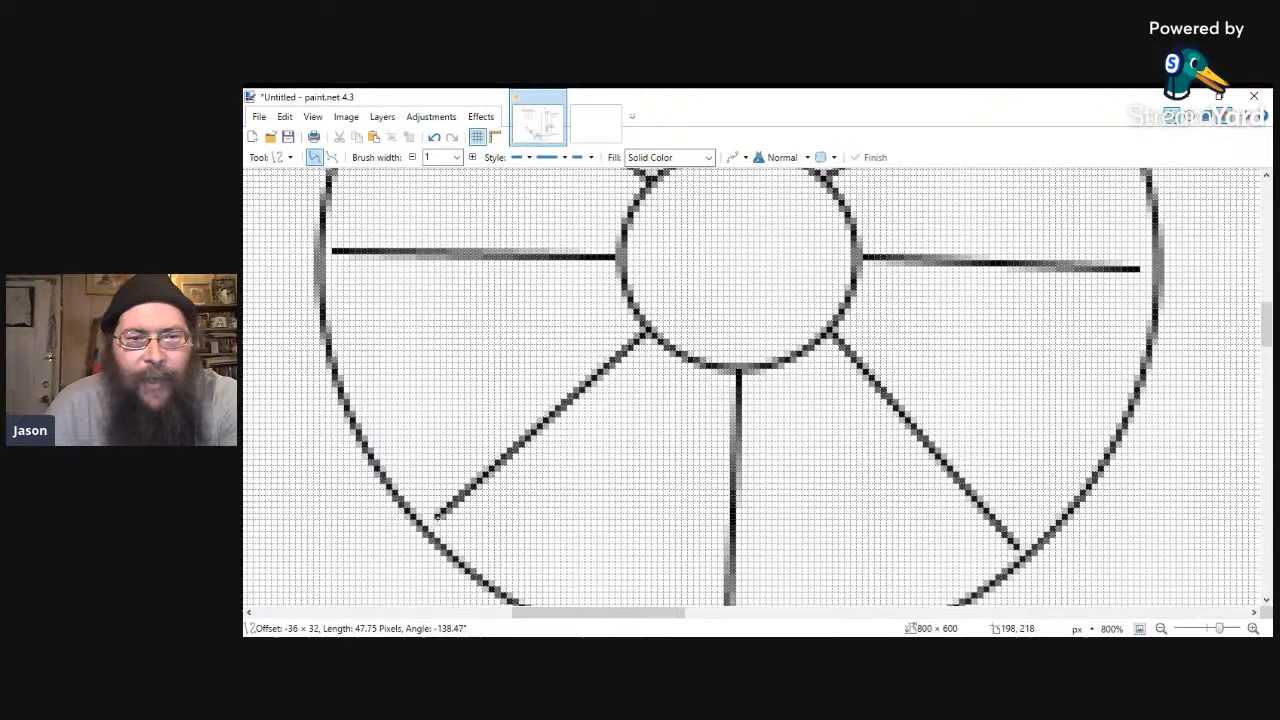 Powered by
StreamYard
*Untitled - paint.net 4.3
File Edit View Image Layers Adjustments Effects
Tool: Brush width: 1 Style: Fill: Solid Color Normal Finish
Jason
Offset: -36 × 32, Length: 47.75 Pixels, Angle: -138.47° 800 × 600 198, 218 px 800%